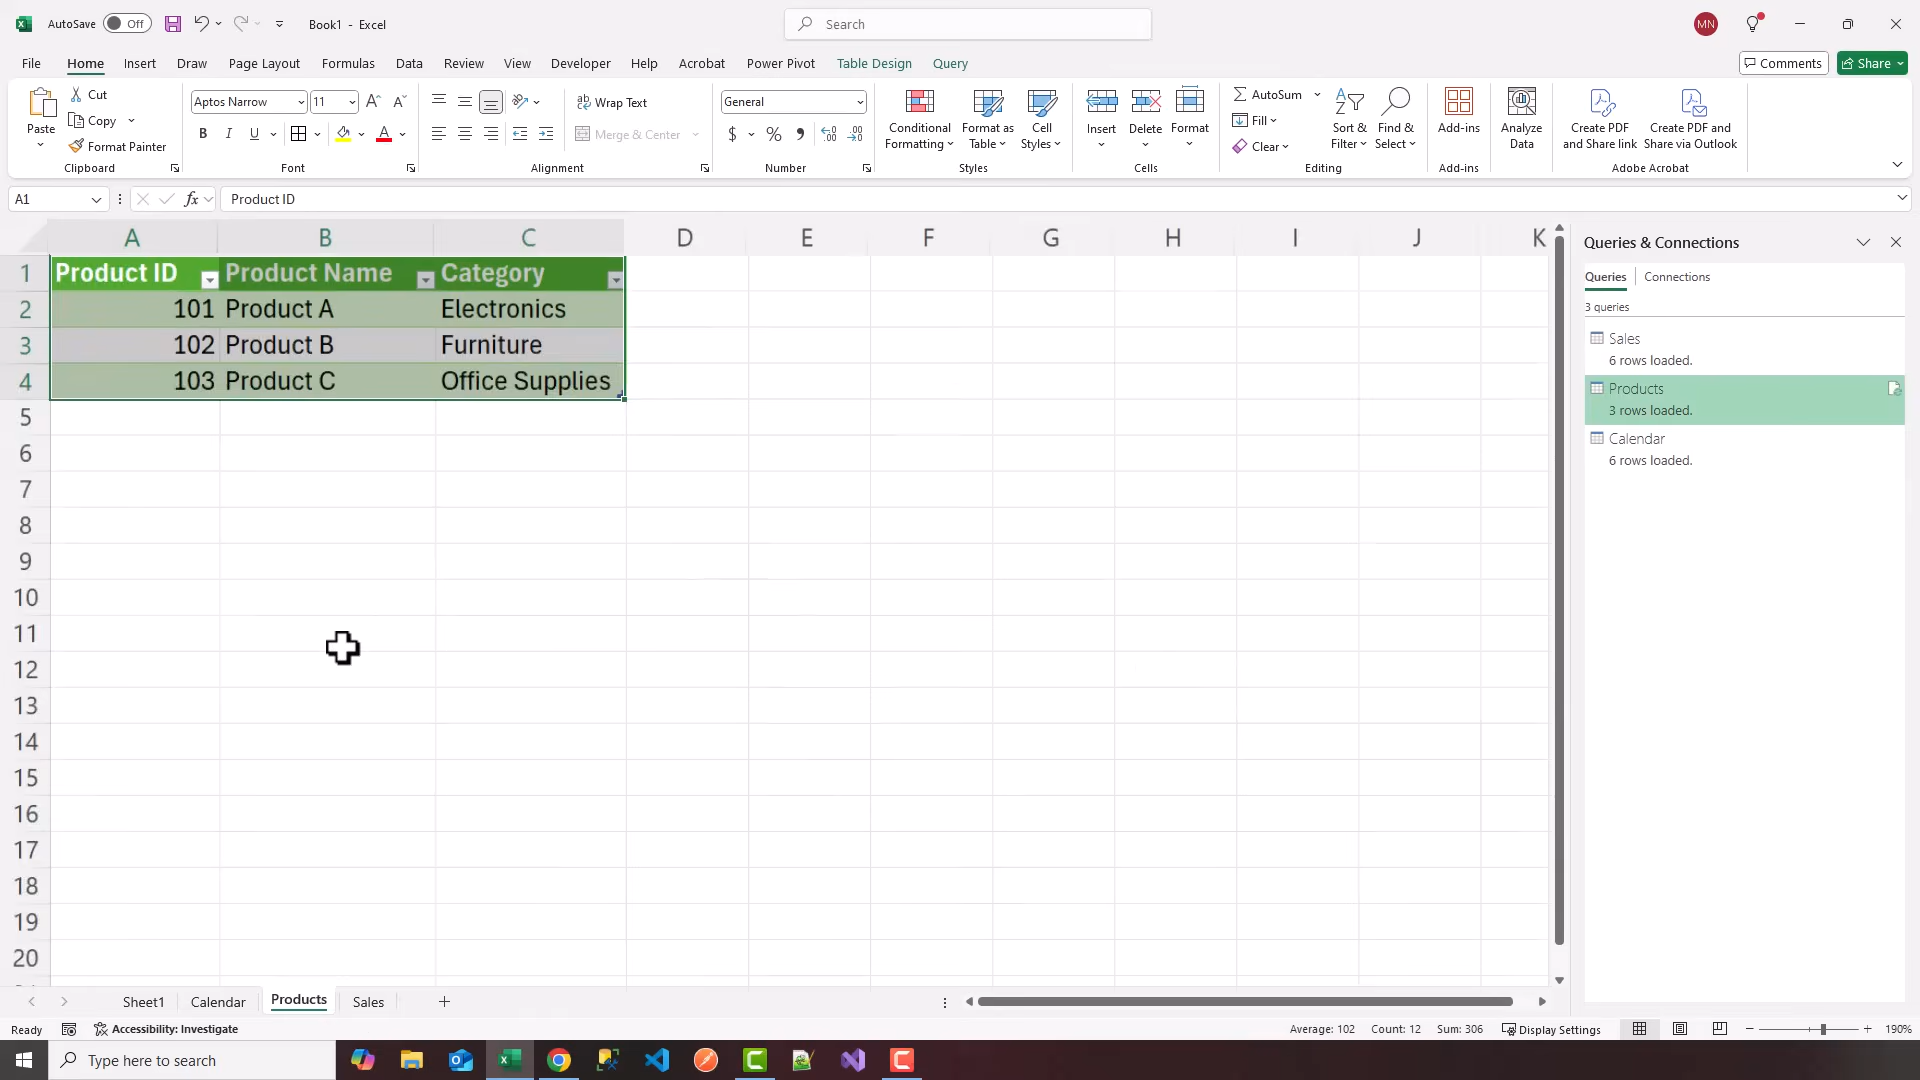 AutoSave Off Book1 - Excel Search MN
File Home Insert Draw Page Layout Formulas Data Review View Developer Help Acrobat Power Pivot Table Design Query Comments Share
Paste Cut Copy Format Painter Clipboard
Aptos Narrow 11 B I U A Font
ab Wrap Text Merge & Center Alignment
General $ % , Number
Conditional Formatting Format as Table Cell Styles Styles
Insert Delete Format Cells
AutoSum Fill Clear Sort & Filter Find & Select Editing
Add-ins Add-ins
Analyze Data
Create PDF and Share link Create PDF and Share via Outlook Adobe Acrobat
A1 fx Product ID
A B C D E F G H I J K
1 Product ID Product Name Category
2 101 Product A Electronics
3 102 Product B Furniture
4 103 Product C Office Supplies
5
6
7
8
9
10
11
12
13
14
15
16
17
18
19
20
Queries & Connections
Queries Connections
3 queries
Sales
6 rows loaded.
Products
3 rows loaded.
Calendar
6 rows loaded.
Sheet1 Calendar Products Sales
Ready Accessibility: Investigate Average: 102 Count: 12 Sum: 306 Display Settings 190%
Type here to search